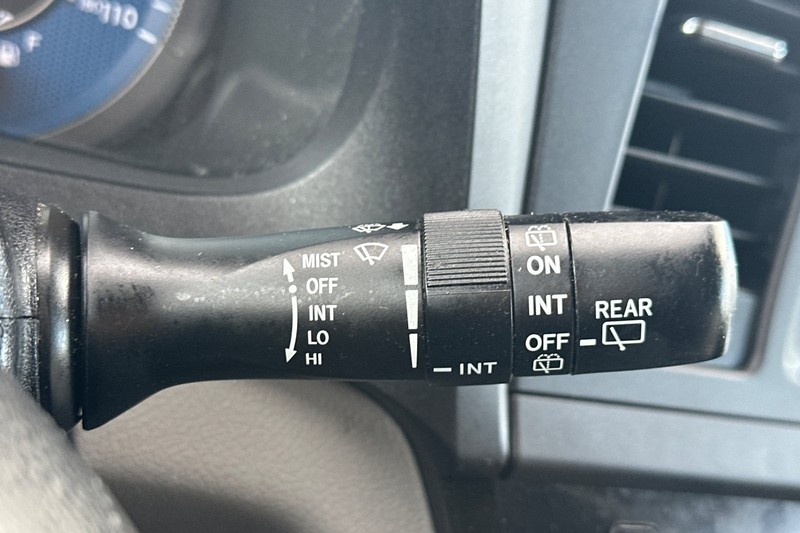 110
F
MIST
OFF
INT
LO
HI
INT
ON
INT
OFF
REAR